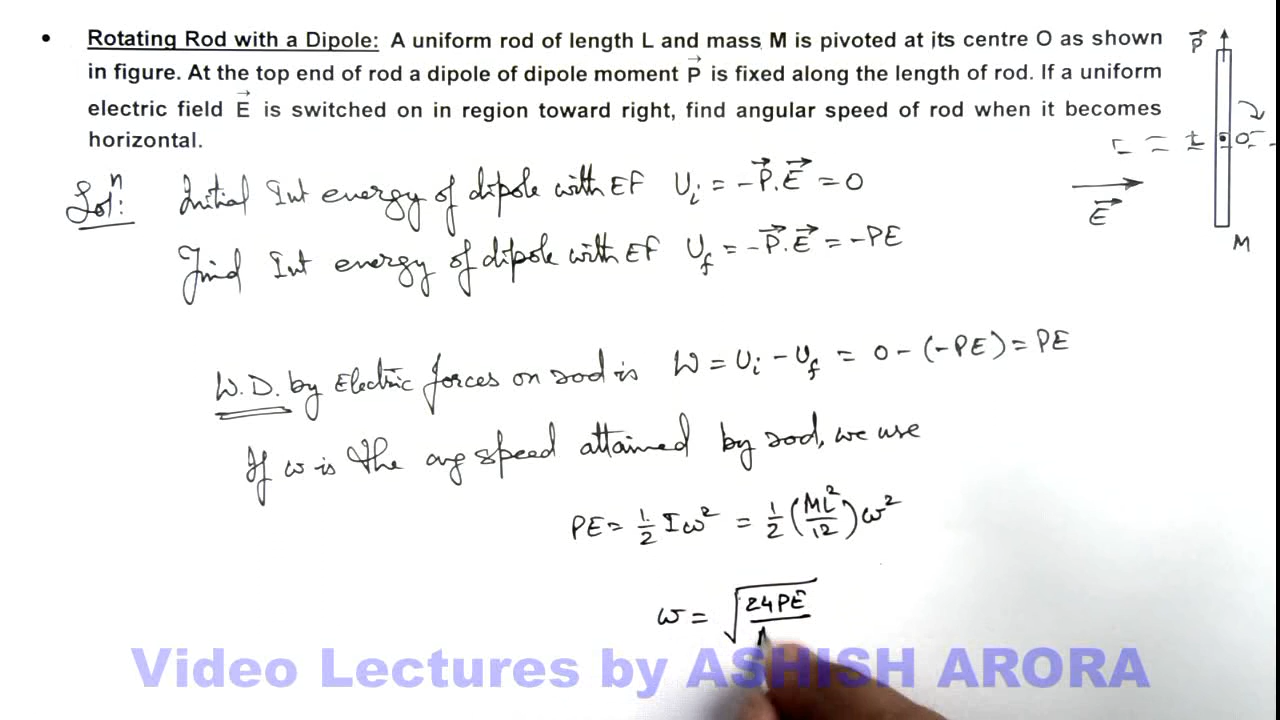 • Rotating Rod with a Dipole: A uniform rod of length L and mass M is pivoted at its centre O as shown
in figure. At the top end of rod a dipole of dipole moment P⃗ is fixed along the length of rod. If a uniform
electric field E⃗ is switched on in region toward right, find angular speed of rod when it becomes
horizontal.
P⃗
O
E⃗
M
Solⁿ: Initial Int energy of dipole with EF Uᵢ = -P⃗.E⃗ = 0
Final Int energy of dipole with EF U_f = -P⃗.E⃗ = -PE
W.D. by Electric forces on rod is W = Uᵢ - U_f = 0-(-PE) = PE
If ω is the ang speed attained by rod, we use
PE = 1/2 Iω² = 1/2 (ML²/12) ω²
ω = √24PE
Video Lectures by ASHISH ARORA